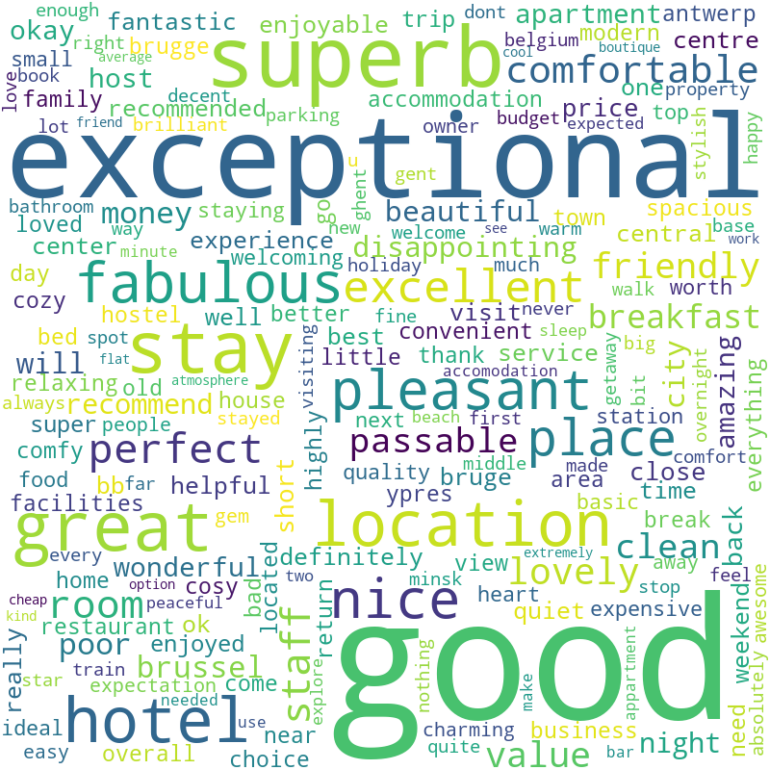 enough
fantastic
enjoyable
trip
dont
apartment
antwerp
okay
right
brugge
superb
belgium
cool
modern
boutique
centre
small
average
host
comfortable
love
book
family
decent
recommended
parking
accommodation
one
property
price
top
stylish
happy
lot
friend
brilliant
owner
budget
expected
exceptional
u
gent
ghent
bathroom
money
staying
go
new
beautiful
see
town
spacious
loved
way
welcome
warm
central
base
work
center
minute
experience
welcoming
disappointing
holiday
much
friendly
day
fabulous
excellent
walk
worth
cozy
hostel
well
better
fine
visit
never
breakfast
bed
spot
stay
best
convenient
sleep
big
will
flat
visiting
little
thank
service
getaway
bit
city
overnight
amazing
everything
relaxing
old
atmosphere
accomodation
pleasant
always
recommend
house
next
beach
first
station
super
people
stayed
highly
passable
place
comfort
comfy
perfect
middle
made
close
food
bb
far
helpful
short
quality
bruge
area
time
facilities
gem
ypres
basic
break
back
great
location
clean
every
wonderful
located
definitely
view
extremely
away
home
cosy
bad
two
minsk
heart
lovely
stop
feel
cheap
option
peaceful
room
return
nice
quiet
expensive
weekend
awesome
kind
restaurant
ok
staff
good
really
poor
enjoyed
train
brussel
explore
nothing
make
appartment
absolutely
star
expectation
come
hotel
needed
use
charming
business
need
ideal
near
quite
bar
night
easy
overall
choice
value